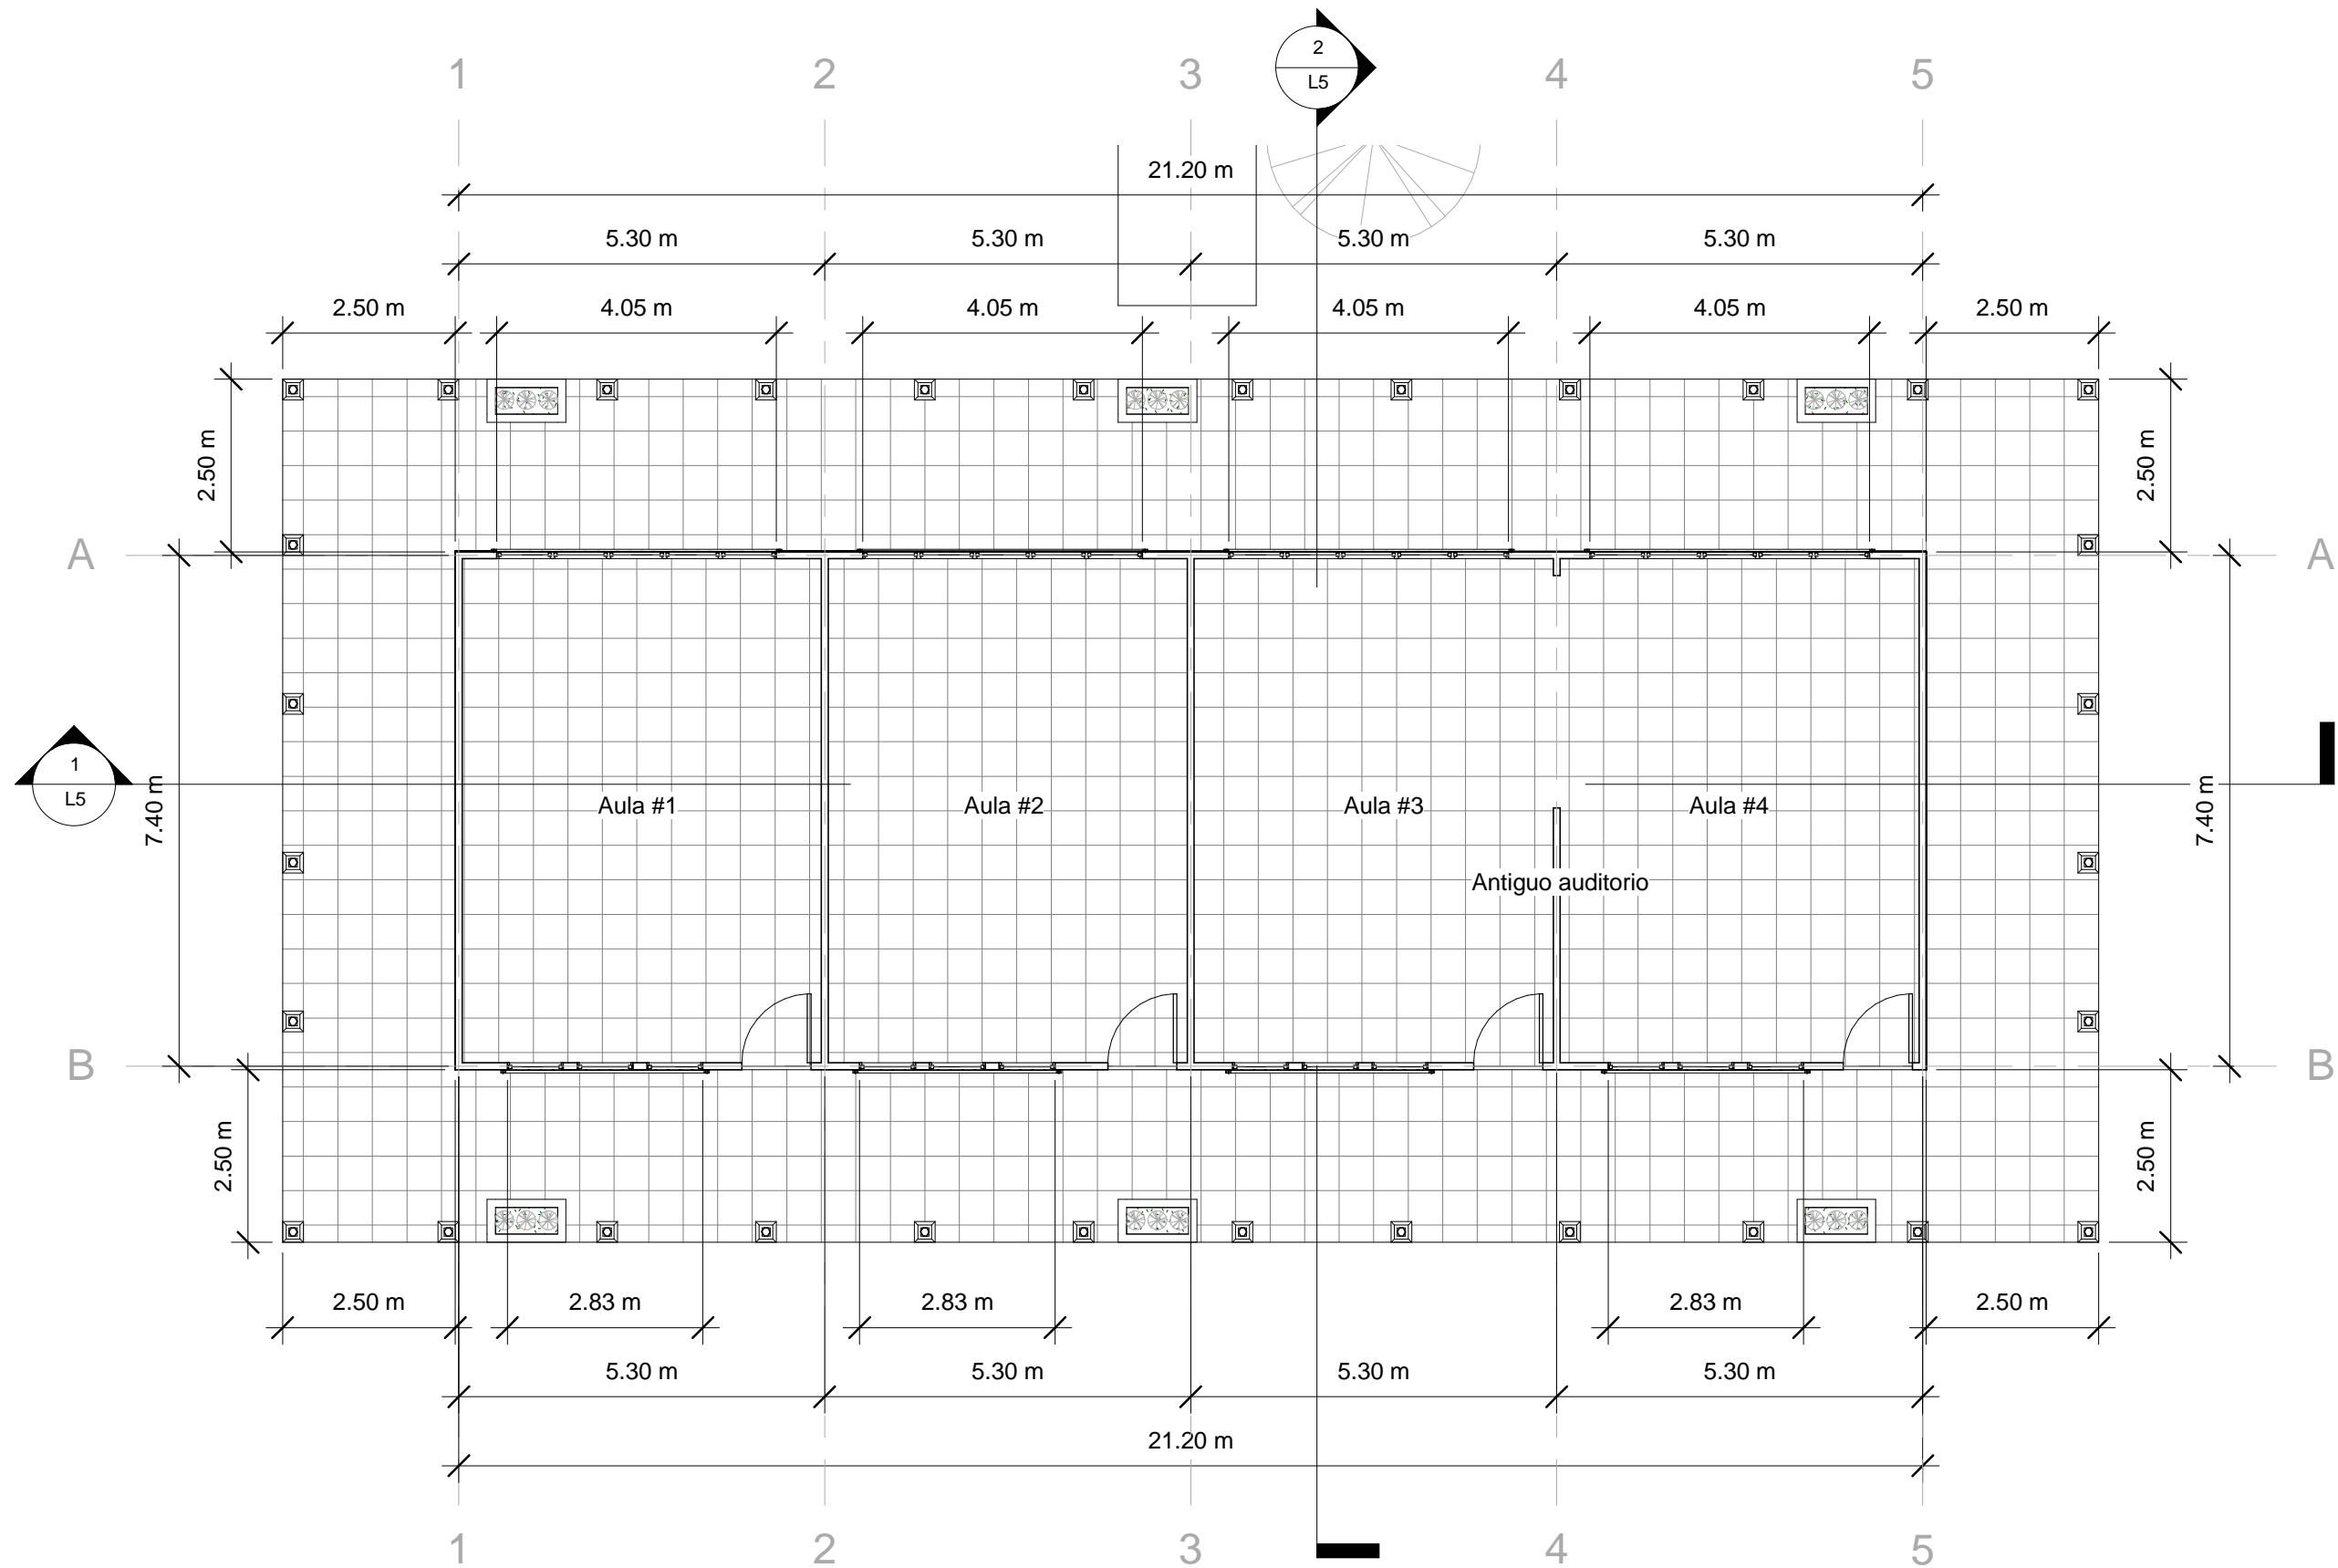 2
L5
1 2 3 4 5
21.20 m
5.30 m 5.30 m 5.30 m 5.30 m
2.50 m 4.05 m 4.05 m 4.05 m 4.05 m 2.50 m
2.50 m 2.50 m
A A
1
L5
7.40 m 7.40 m
Aula #1 Aula #2 Aula #3 Aula #4
Antiguo auditorio
B B
2.50 m 2.50 m
2.50 m 2.83 m 2.83 m 2.83 m 2.50 m
5.30 m 5.30 m 5.30 m 5.30 m
21.20 m
1 2 3 4 5